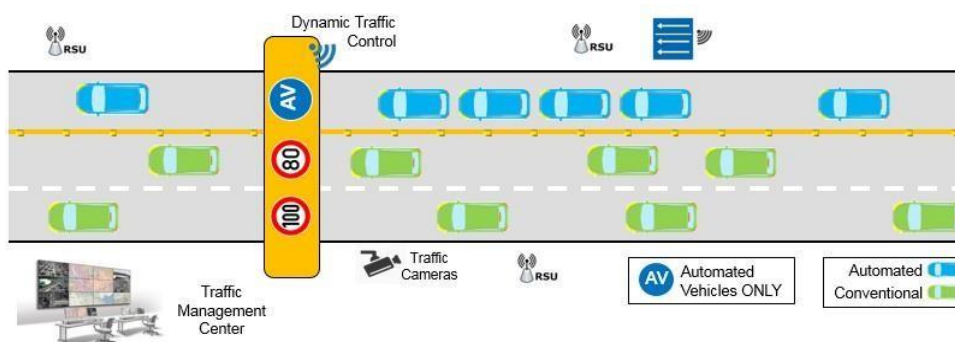 Dynamic Traffic
Control
RSU
RSU
AV
80
100
Traffic
Cameras
RSU
Traffic
Management
Center
AV
Automated
Vehicles ONLY
Automated
Conventional